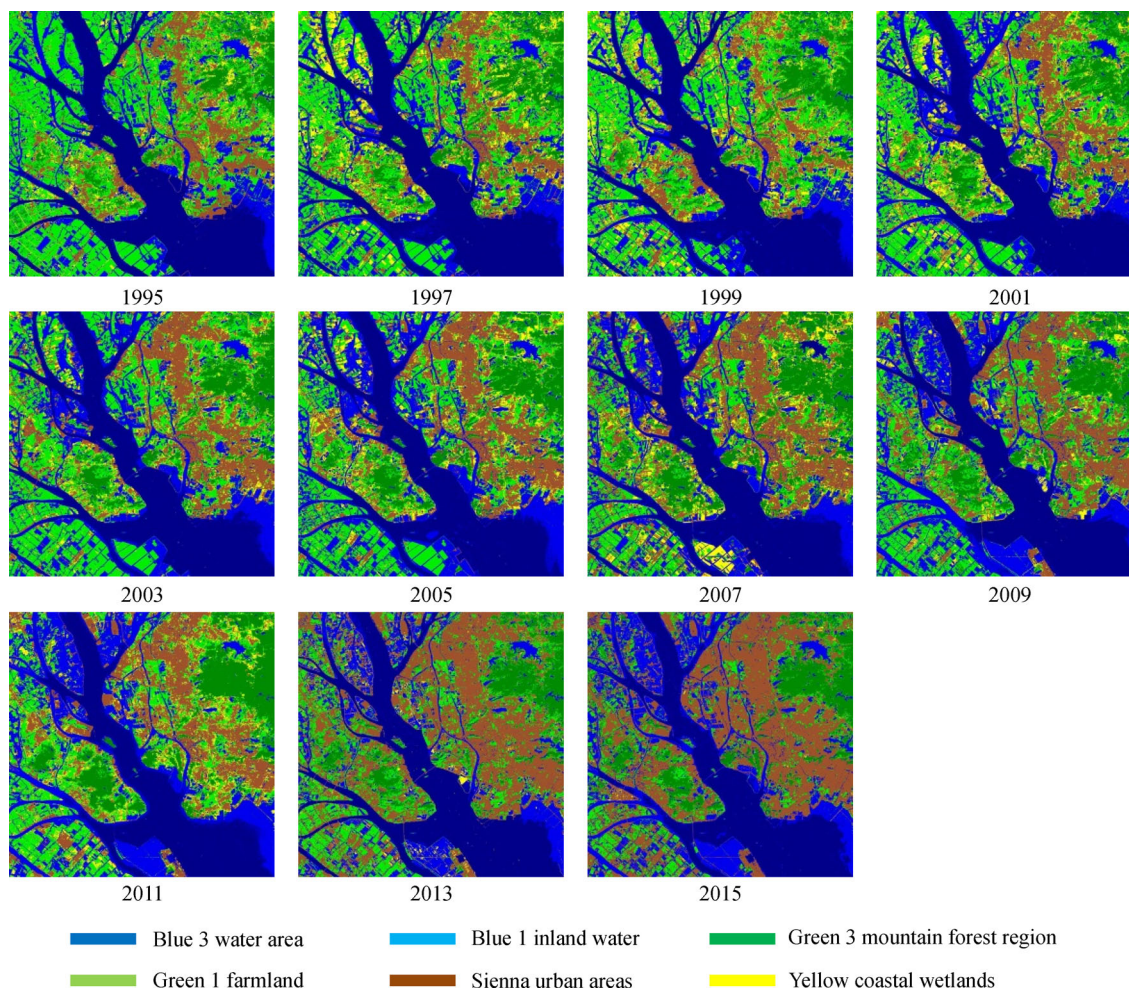 1995 1997 1999 2001
2003 2005 2007 2009
2011 2013 2015
Blue 3 water area Blue 1 inland water Green 3 mountain forest region
Green 1 farmland Sienna urban areas Yellow coastal wetlands